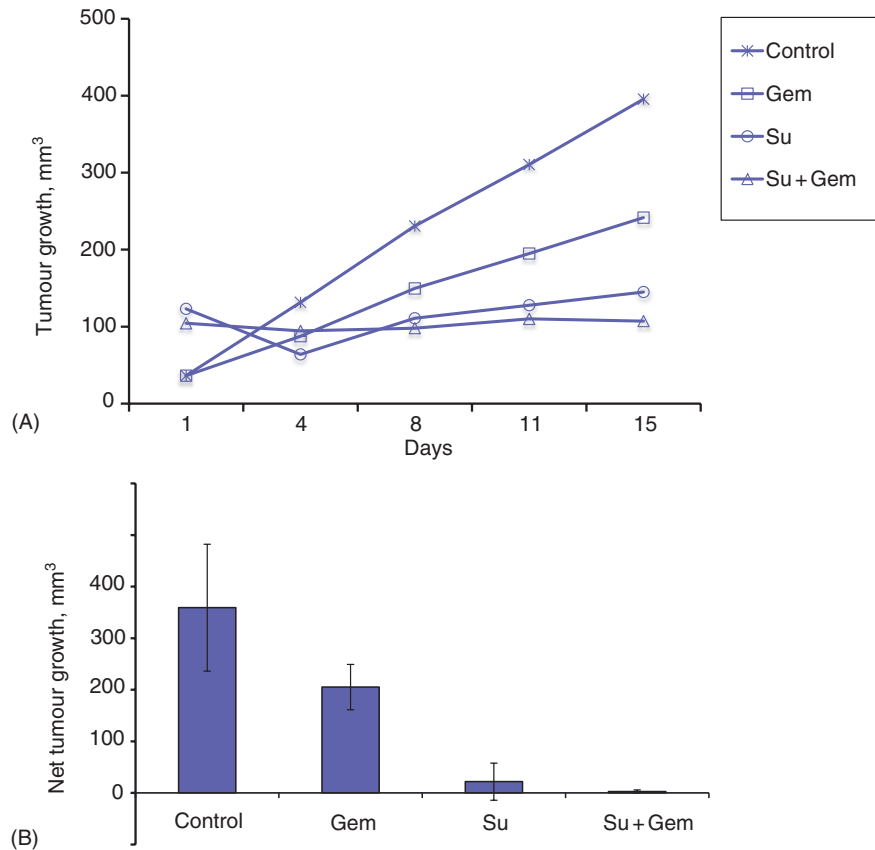 500
400
300
200
100
0
Tumour growth, mm³
1 4 8 11 15
Days
(A)
Control
Gem
Su
Su + Gem
400
300
200
100
0
Net tumour growth, mm³
Control Gem Su Su + Gem
(B)